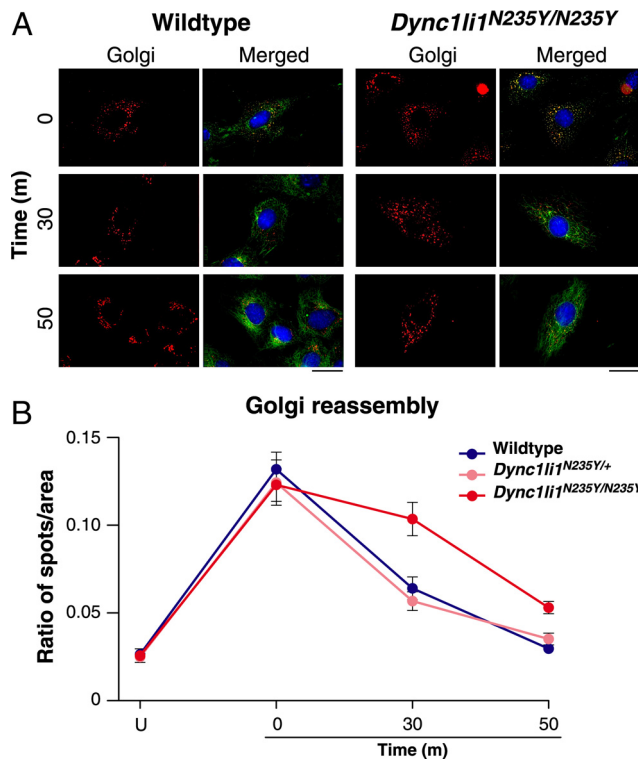 A
Wildtype
Dync1li1N235Y/N235Y
Golgi
Merged
Golgi
Merged
Time (m)
0
30
50
B
Golgi reassembly
Ratio of spots/area
0.15
0.10
0.05
0
Wildtype
Dync1li1N235Y/+
Dync1li1N235Y/N235Y
U
0
30
50
Time (m)